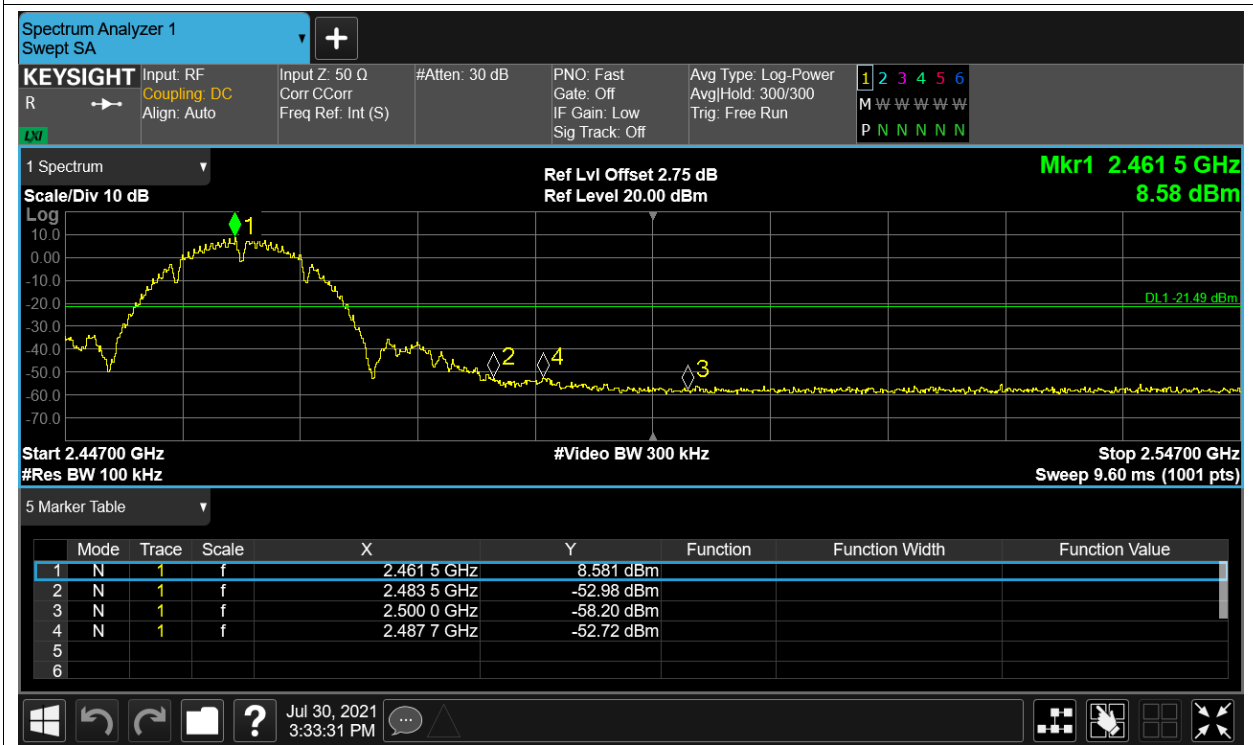 Spectrum Analyzer 1
Swept SA
KEYSIGHT
R
LXI
Input: RF
Coupling: DC
Align: Auto
Input Z: 50 Ω
Corr CCorr
Freq Ref: Int (S)
#Atten: 30 dB
PNO: Fast
Gate: Off
IF Gain: Low
Sig Track: Off
Avg Type: Log-Power
Avg|Hold: 300/300
Trig: Free Run
1 2 3 4 5 6
M W W W W W
P N N N N N
1 Spectrum
Scale/Div 10 dB
Ref Lvl Offset 2.75 dB
Ref Level 20.00 dBm
Mkr1 2.461 5 GHz
8.58 dBm
Log
10.0
0.00
-10.0
-20.0
-30.0
-40.0
-50.0
-60.0
-70.0
1
2
4
3
DL1 -21.49 dBm
Start 2.44700 GHz
#Res BW 100 kHz
#Video BW 300 kHz
Stop 2.54700 GHz
Sweep 9.60 ms (1001 pts)
5 Marker Table
Mode Trace Scale X Y Function Function Width Function Value
1 N 1 f 2.461 5 GHz 8.581 dBm
2 N 1 f 2.483 5 GHz -52.98 dBm
3 N 1 f 2.500 0 GHz -58.20 dBm
4 N 1 f 2.487 7 GHz -52.72 dBm
5
6
?
Jul 30, 2021
3:33:31 PM